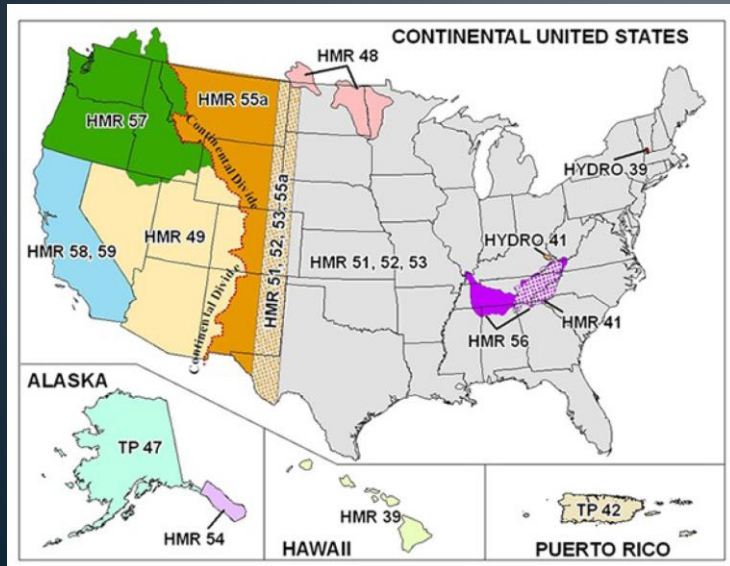 CONTINENTAL UNITED STATES
HMR 48
HMR 55a
HMR 57
Continental Divide
HYDRO 39
HMR 51, 52, 53, 55a
HMR 58, 59
HMR 49
HMR 51, 52, 53
HYDRO 41
HMR 41
HMR 56
Continental Divide
ALASKA
TP 47
HMR 54
HMR 39
HAWAII
TP 42
PUERTO RICO